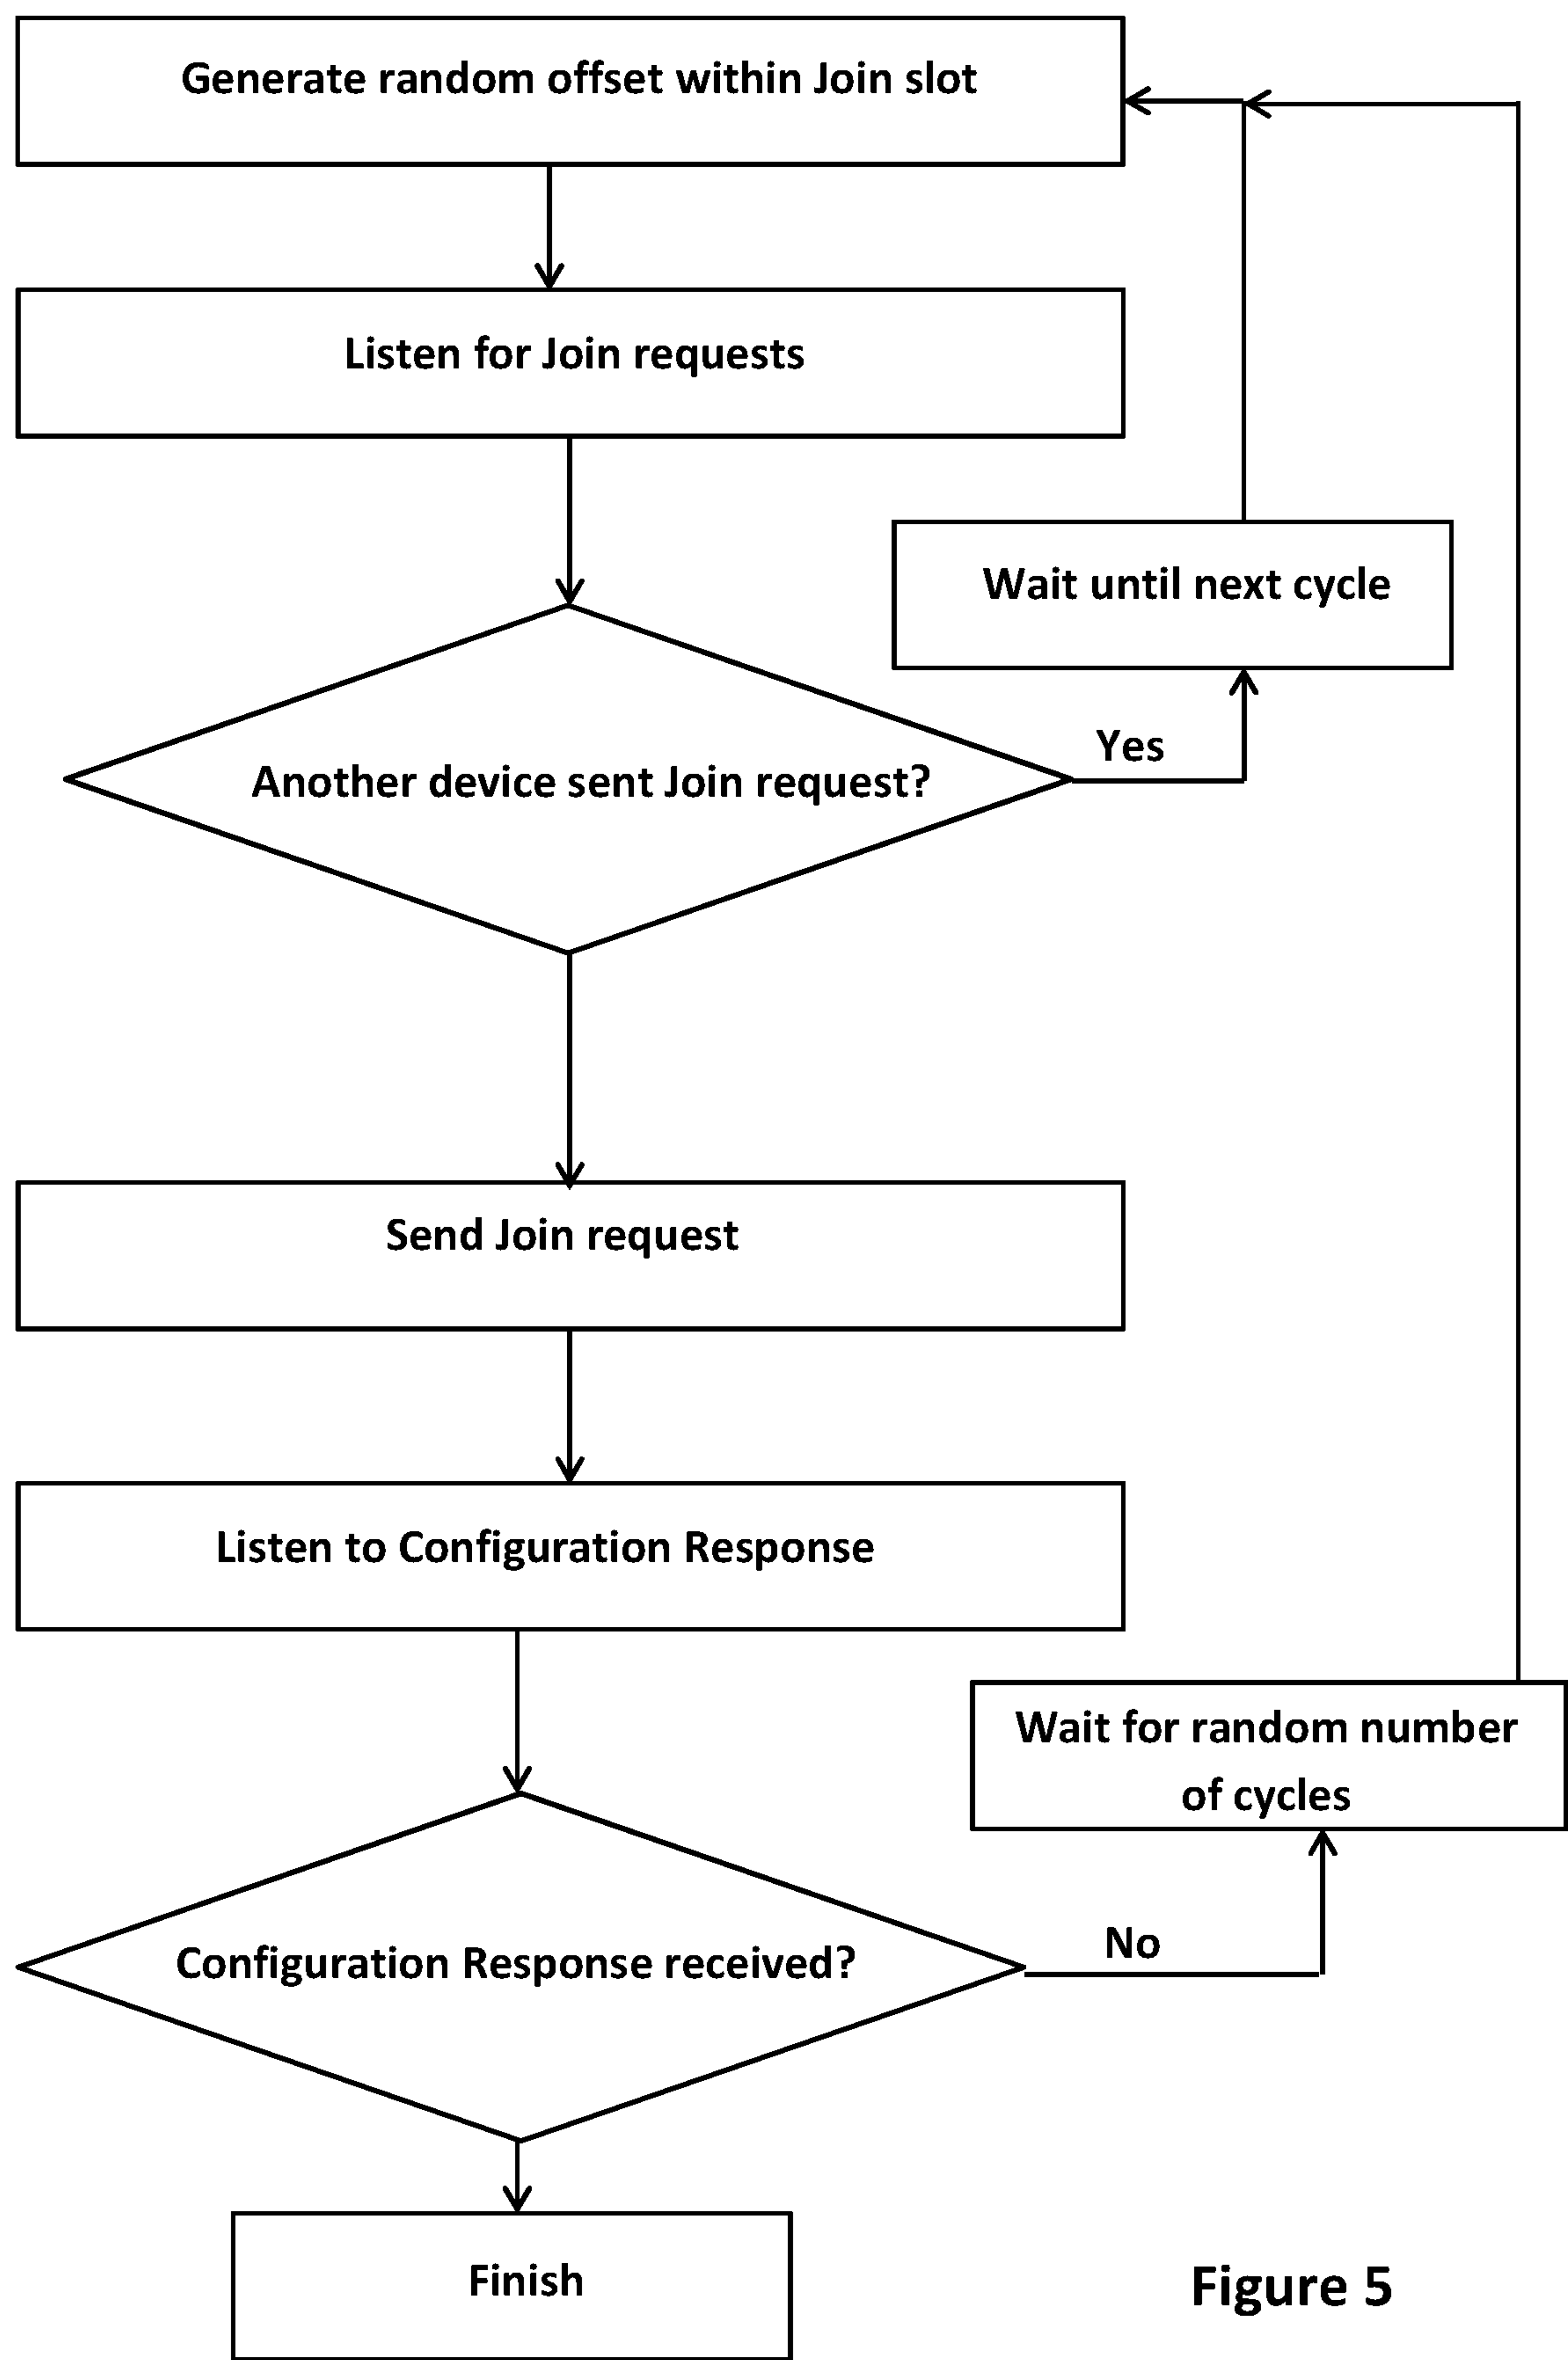 Generate random offset within Join slot
Listen for Join requests
Wait until next cycle
Yes
Another device sent Join request?
Send Join request
Listen to Configuration Response
Wait for random number
of cycles
No
Configuration Response received?
Finish
Figure 5